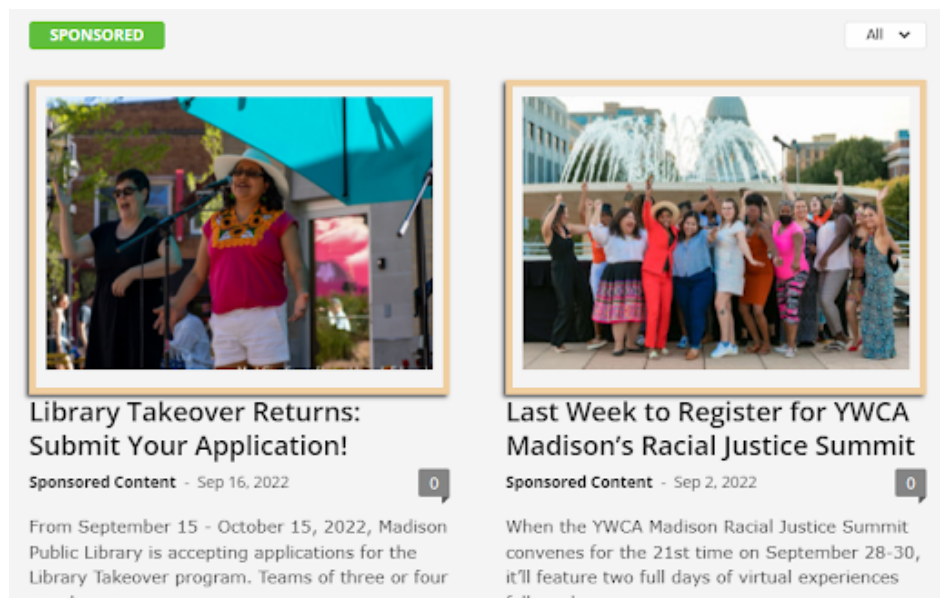 SPONSORED
All
Library Takeover Returns:
Submit Your Application!
Sponsored Content - Sep 16, 2022
0
From September 15 - October 15, 2022, Madison
Public Library is accepting applications for the
Library Takeover program. Teams of three or four
Last Week to Register for YWCA
Madison’s Racial Justice Summit
Sponsored Content - Sep 2, 2022
0
When the YWCA Madison Racial Justice Summit
convenes for the 21st time on September 28-30,
it’ll feature two full days of virtual experiences